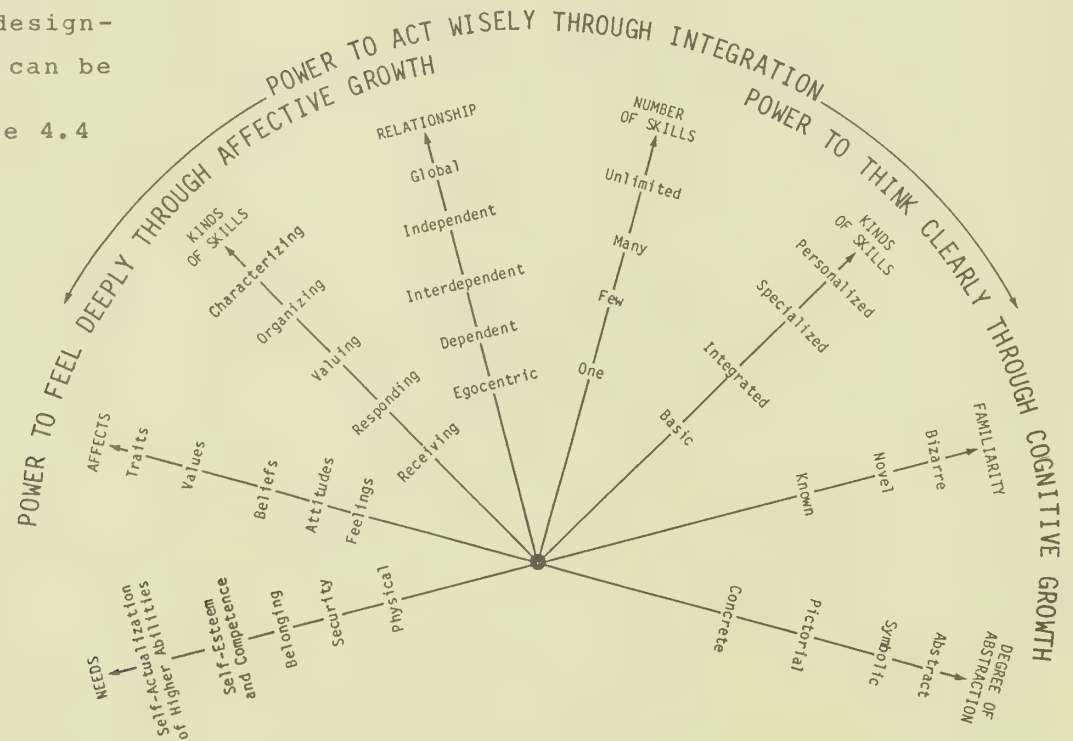 design-
can be
e 4.4
POWER TO ACT WISELY THROUGH INTEGRATION
POWER TO FEEL DEEPLY THROUGH AFFECTIVE GROWTH
POWER TO THINK CLEARLY THROUGH COGNITIVE GROWTH
NEEDS
Self-Actualization
of Higher Abilities
Self-Esteem
and Competence
Belonging
Security
Physical
AFFECTS
Traits
Values
Beliefs
Attitudes
Feelings
KINDS
OF SKILLS
Characterizing
Organizing
Valuing
Responding
Receiving
RELATIONSHIP
Global
Independent
Interdependent
Dependent
Egocentric
NUMBER
OF SKILLS
Unlimited
Many
Few
One
KINDS
OF SKILLS
Personalized
Specialized
Integrated
Basic
FAMILIARITY
Bizarre
Novel
Known
DEGREE OF
ABSTRACTION
Abstract
Symbolic
Pictorial
Concrete